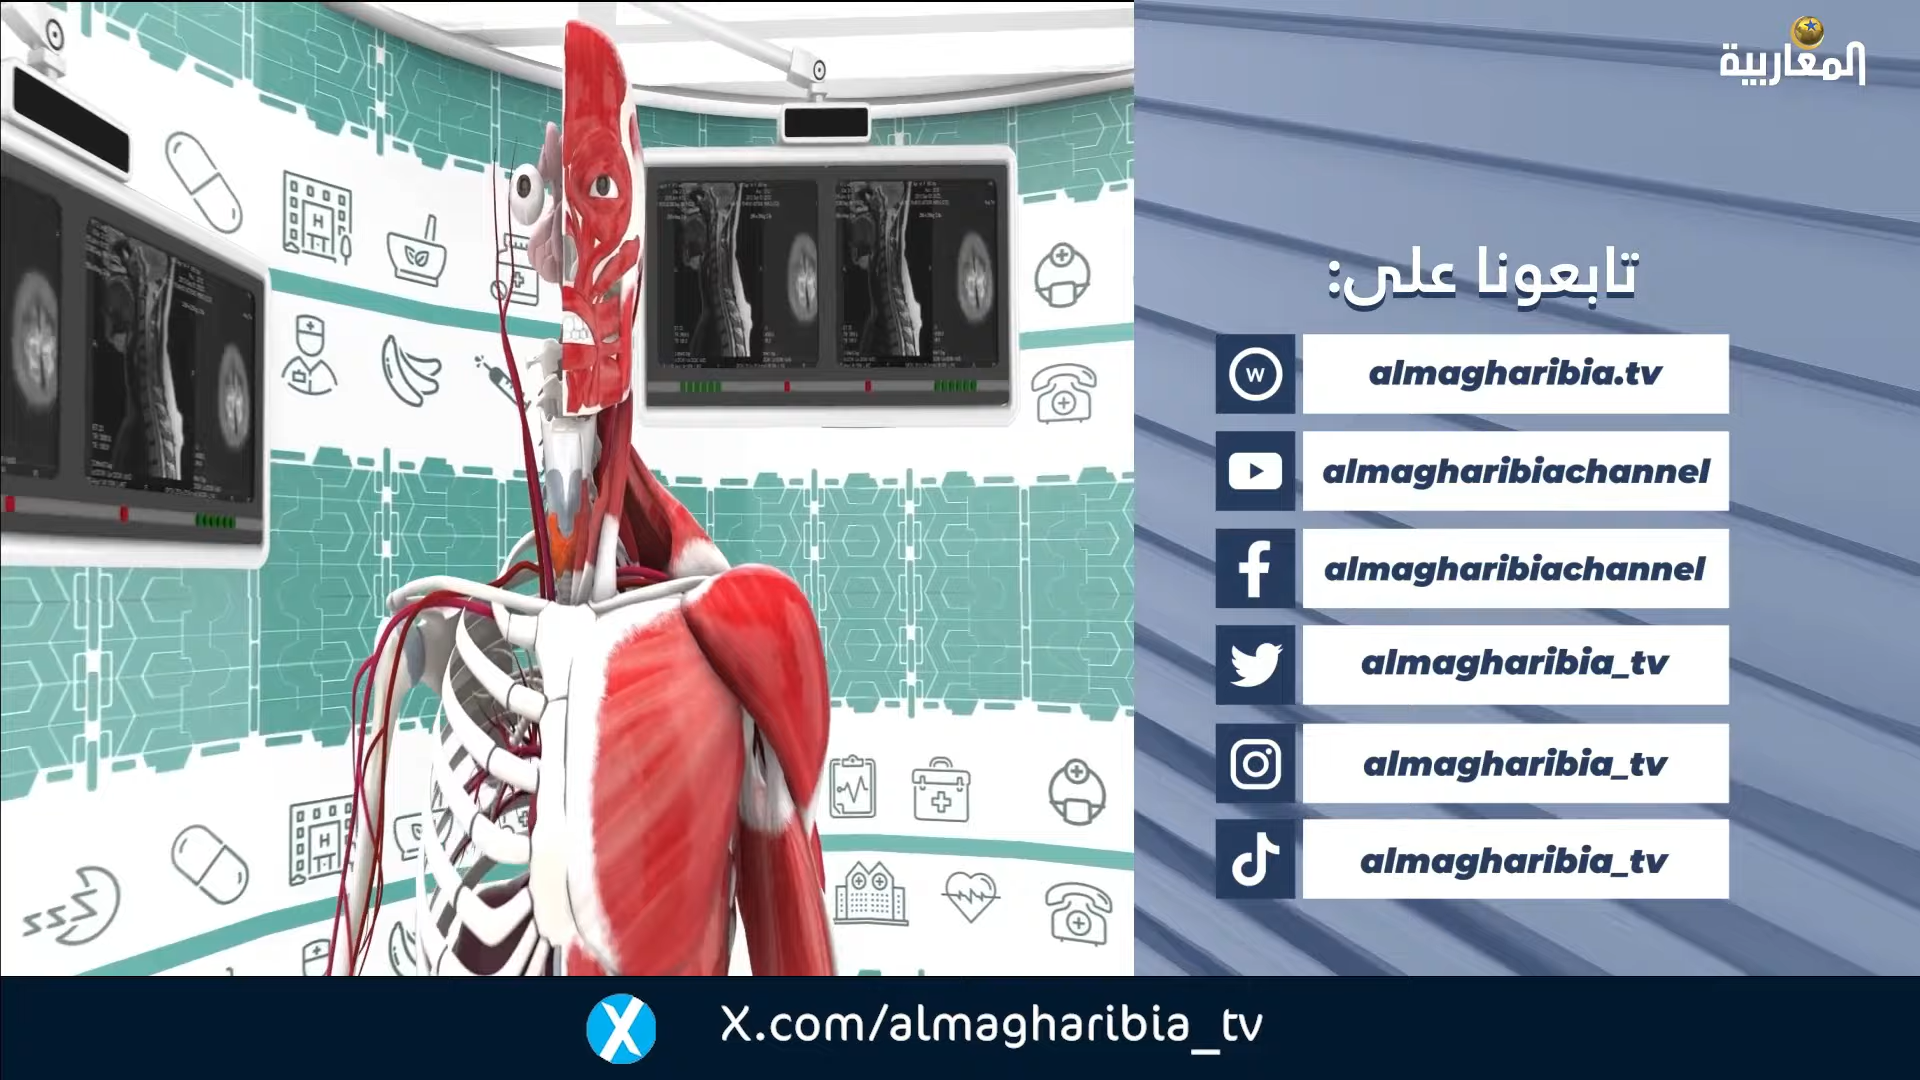 المغاربية
تابعونا على:
W
almagharibia.tv
almagharibiachannel
almagharibiachannel
almagharibia_tv
almagharibia_tv
almagharibia_tv
X.com/almagharibia_tv